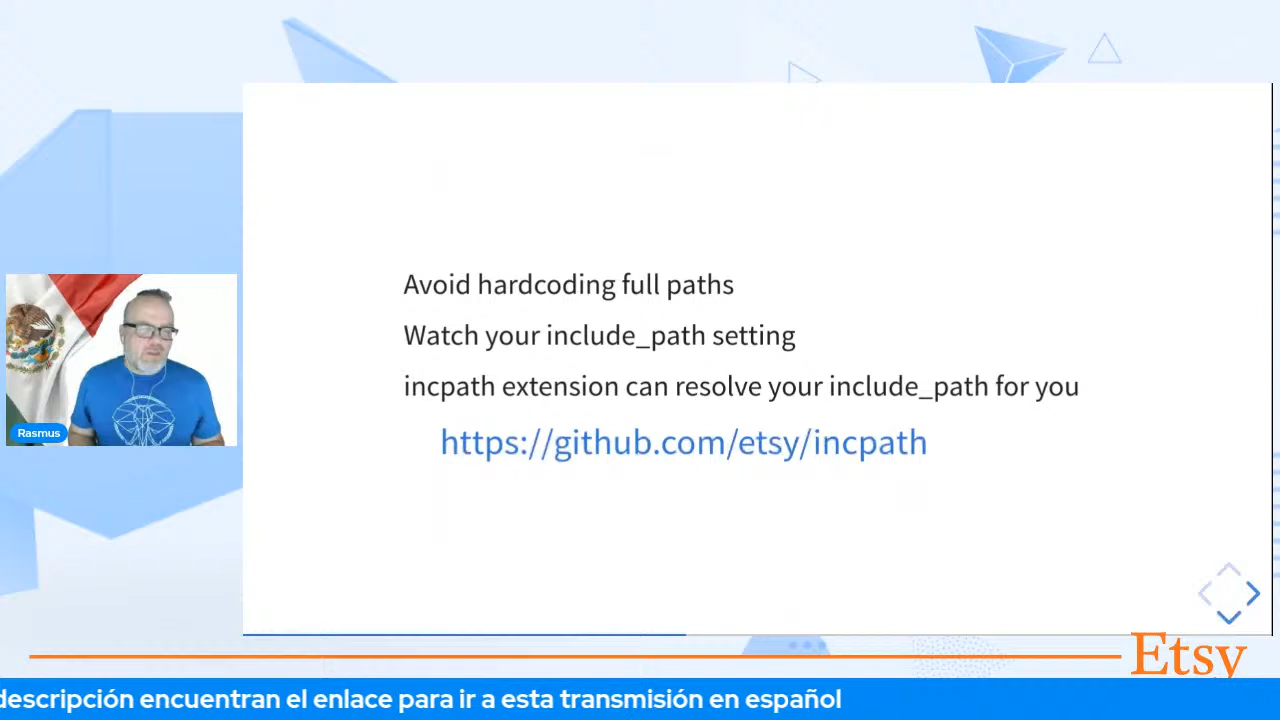 Avoid hardcoding full paths
Watch your include_path setting
incpath extension can resolve your include_path for you
https://github.com/etsy/incpath
Rasmus
Etsy
descripción encuentran el enlace para ir a esta transmisión en español